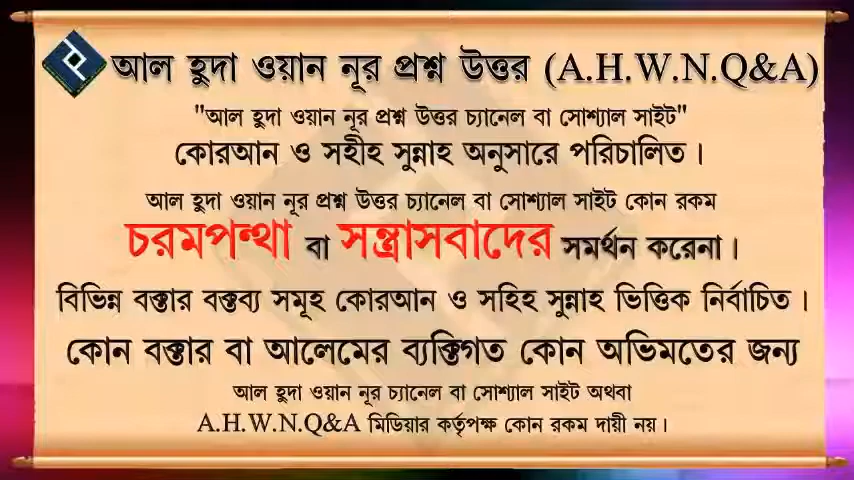 আল হুদা ওয়ান নূর প্রশ্ন উত্তর (A.H.W.N.Q&A)
"আল হুদা ওয়ান নূর প্রশ্ন উত্তর চ্যানেল বা সোশ্যাল সাইট"
কোরআন ও সহীহ সুন্নাহ অনুসারে পরিচালিত।
আল হুদা ওয়ান নূর প্রশ্ন উত্তর চ্যানেল বা সোশ্যাল সাইট কোন রকম
চরমপন্থা বা সন্ত্রাসবাদের সমর্থন করেনা।
বিভিন্ন বক্তার বক্তব্য সমূহ কোরআন ও সহিহ সুন্নাহ ভিত্তিক নির্বাচিত।
কোন বক্তার বা আলেমের ব্যক্তিগত কোন অভিমতের জন্য
আল হুদা ওয়ান নূর চ্যানেল বা সোশ্যাল সাইট অথবা
A.H.W.N.Q&A মিডিয়ার কর্তৃপক্ষ কোন রকম দায়ী নয়।